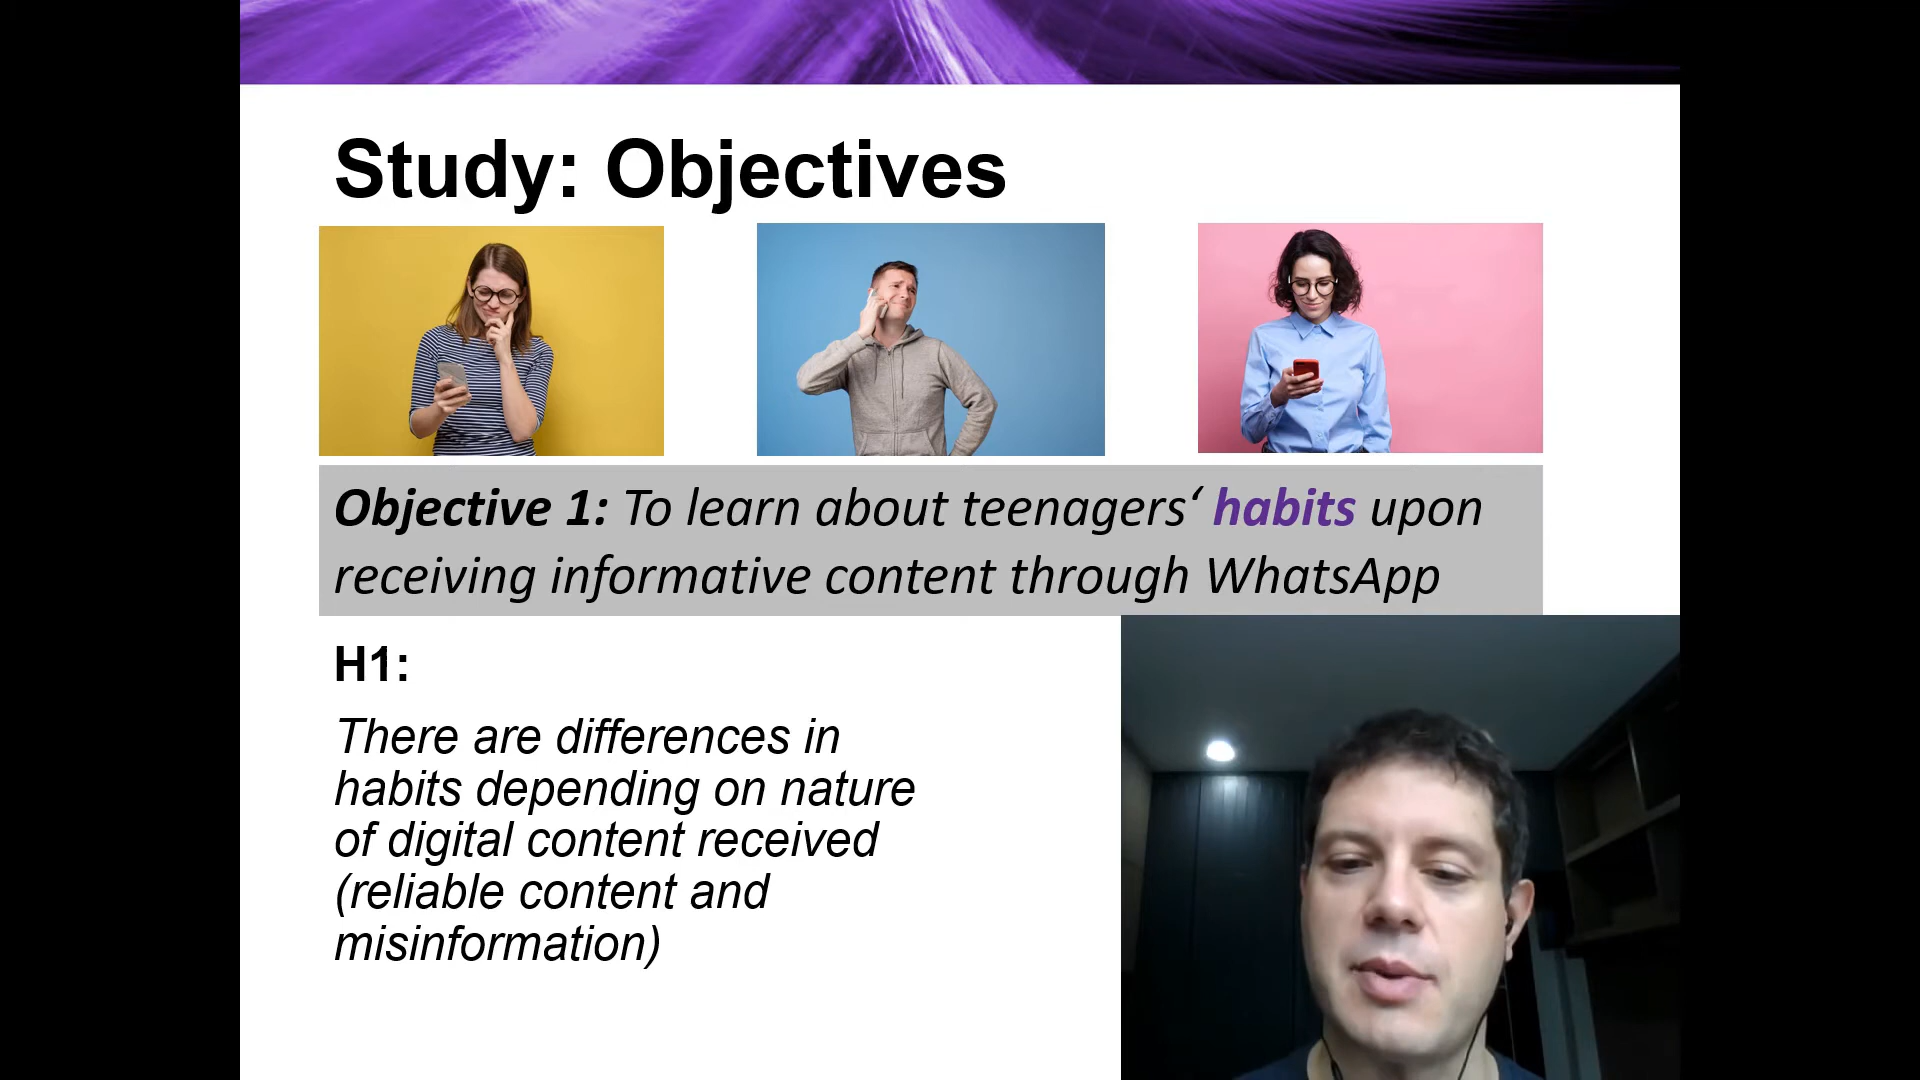 Study: Objectives
Objective 1: To learn about teenagers‘ habits upon
receiving informative content through WhatsApp
H1:
There are differences in
habits depending on nature
of digital content received
(reliable content and
misinformation)